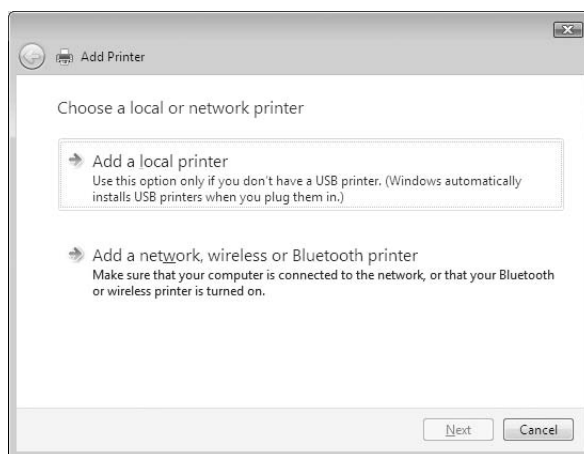 Add Printer
Choose a local or network printer
Add a local printer
Use this option only if you don't have a USB printer. (Windows automatically
installs USB printers when you plug them in.)
Add a network, wireless or Bluetooth printer
Make sure that your computer is connected to the network, or that your Bluetooth
or wireless printer is turned on.
Next
Cancel